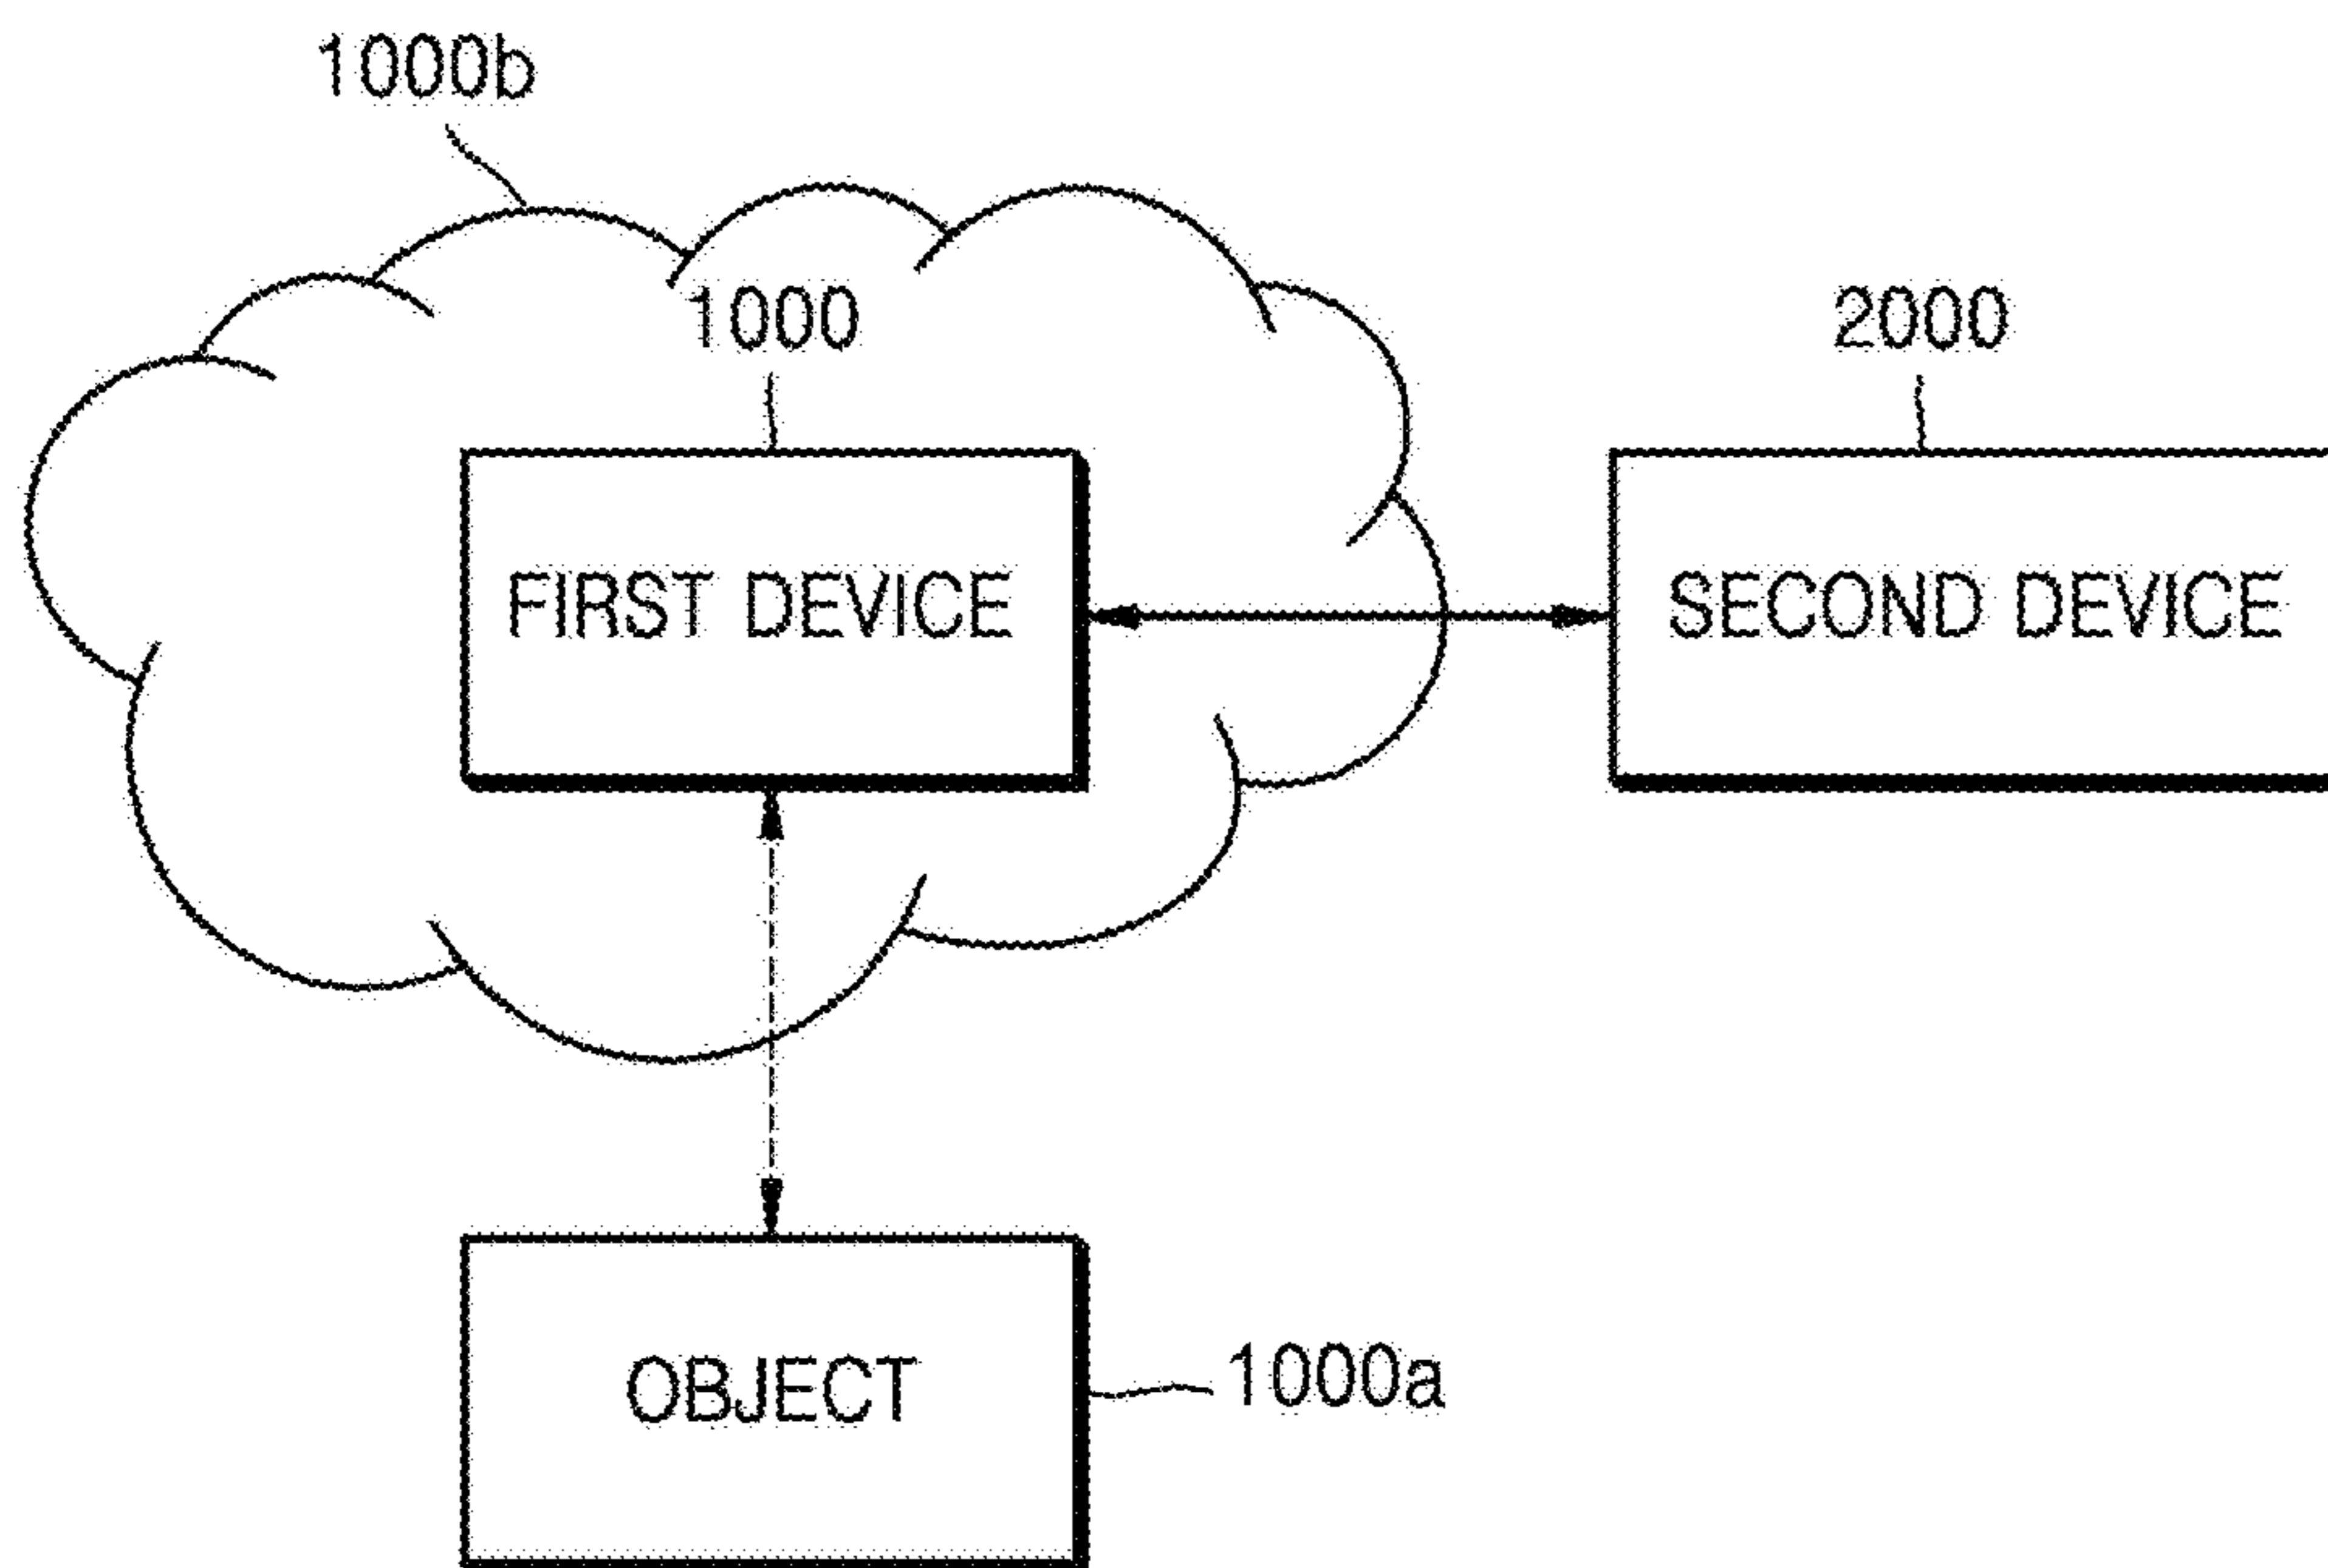 1000b
1000
2000
FIRST DEVICE
SECOND DEVICE
OBJECT
1000a